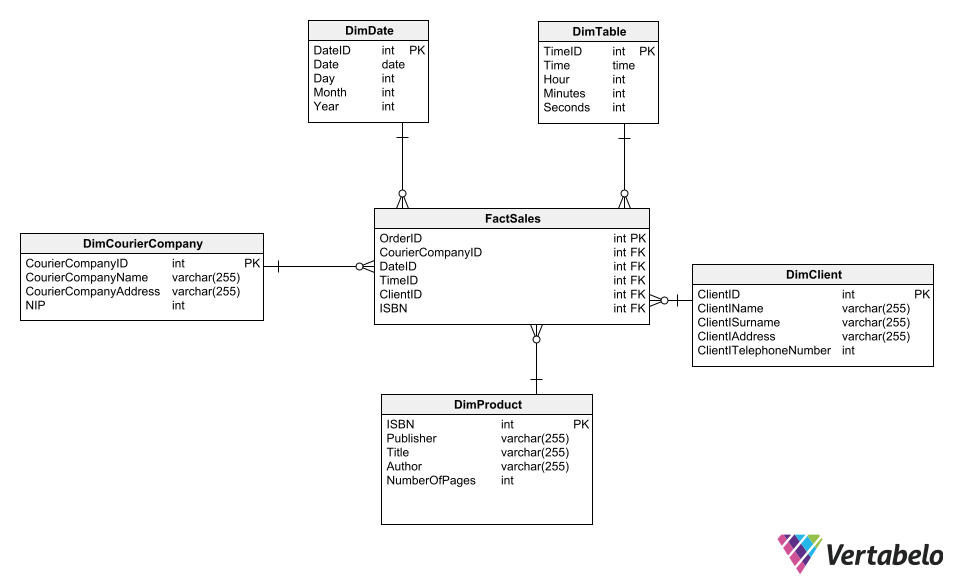 DimDate
DateID int PK
Date date
Day int
Month int
Year int
DimTable
TimeID int PK
Time time
Hour int
Minutes int
Seconds int
FactSales
OrderID int PK
CourierCompanyID int FK
DateID int FK
TimeID int FK
ClientID int FK
ISBN int FK
DimCourierCompany
CourierCompanyID int PK
CourierCompanyName varchar(255)
CourierCompanyAddress varchar(255)
NIP int
DimClient
ClientID int PK
ClientIName varchar(255)
ClientISurname varchar(255)
ClientIAddress varchar(255)
ClientITelephoneNumber int
DimProduct
ISBN int PK
Publisher varchar(255)
Title varchar(255)
Author varchar(255)
NumberOfPages int
Vertabelo